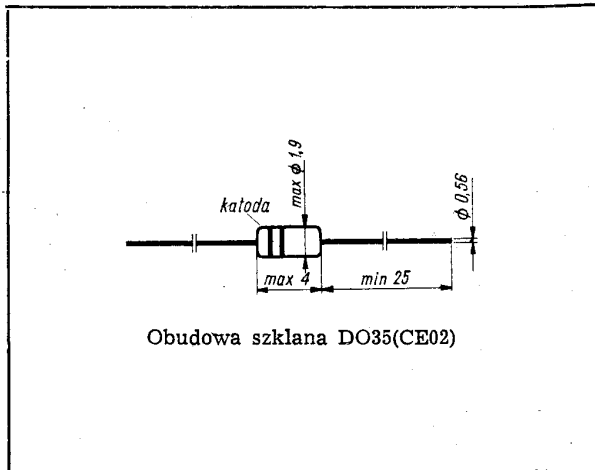 max ϕ 1,9
ϕ 0,56
katoda
max 4
min 25
Obudowa szklana DO35(CE02)